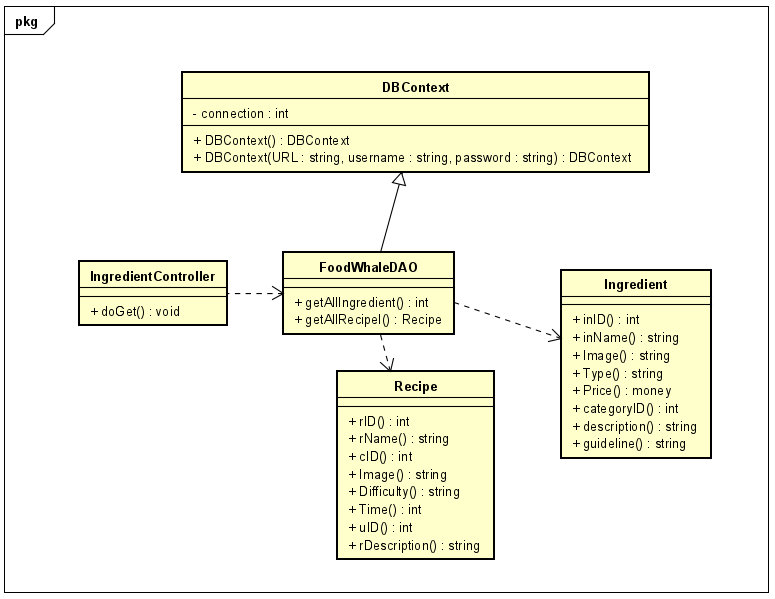 pkg
DBContext
- connection : int
+ DBContext() : DBContext
+ DBContext(URL : string, username : string, password : string) : DBContext
IngredientController
+ doGet() : void
FoodWhaleDAO
+ getAllIngredient() : int
+ getAllRecipel() : Recipe
Ingredient
+ inID() : int
+ inName() : string
+ Image() : string
+ Type() : string
+ Price() : money
+ categoryID() : int
+ description() : string
+ guideline() : string
Recipe
+ rID() : int
+ rName() : string
+ cID() : int
+ Image() : string
+ Difficulty() : string
+ Time() : int
+ uID() : int
+ rDescription() : string